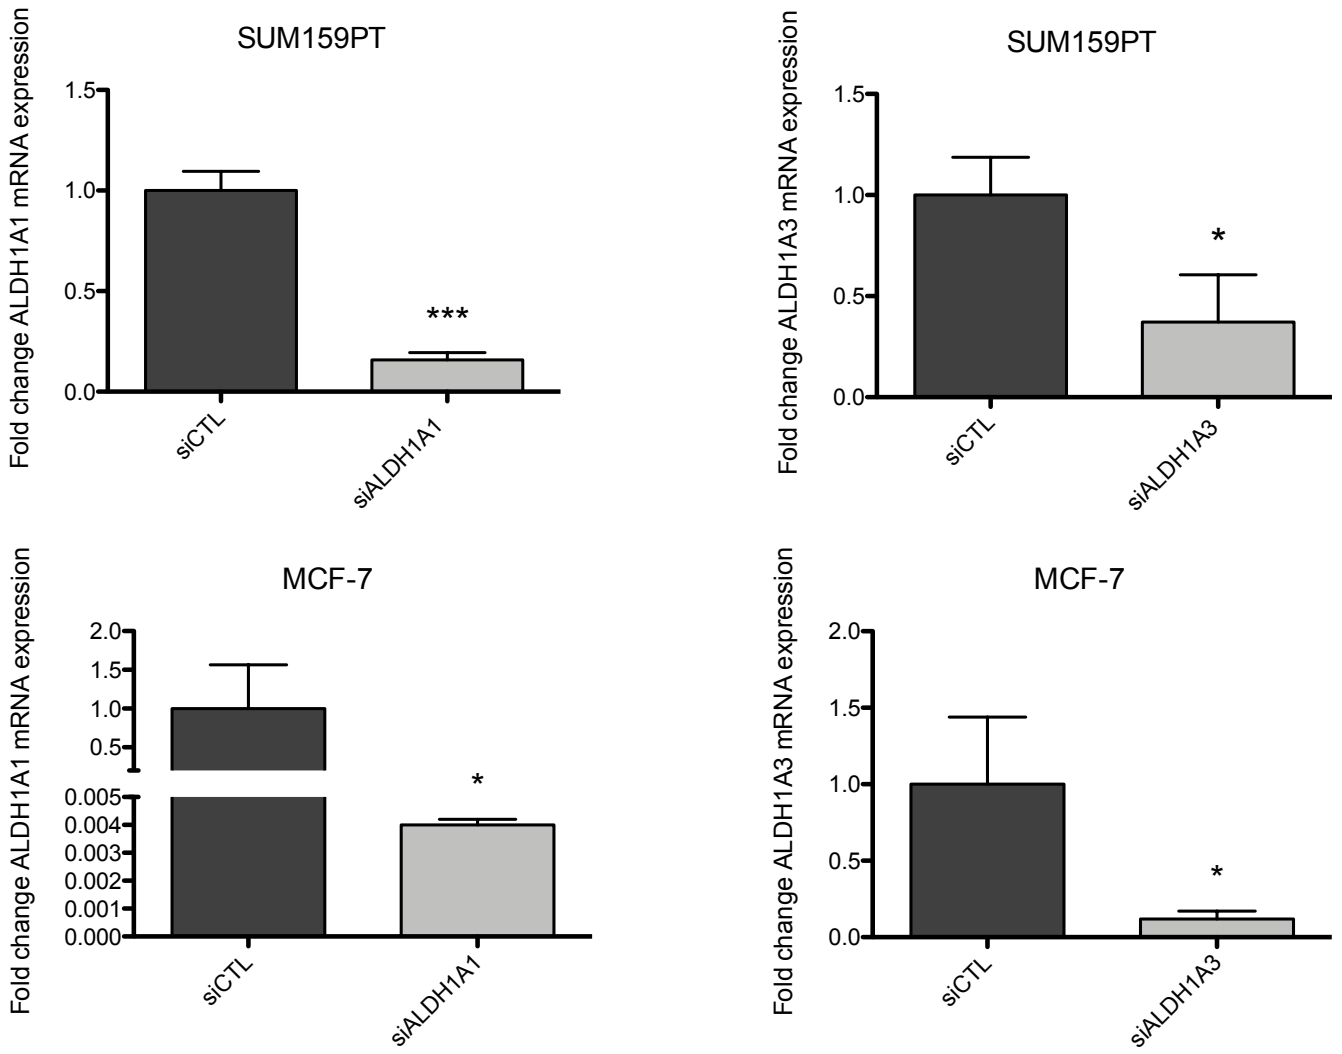 SUM159PT
Fold change ALDH1A1 mRNA expression
1.5
1.0
0.5
0.0
***
siCTL
siALDH1A1
SUM159PT
Fold change ALDH1A3 mRNA expression
1.5
1.0
0.5
0.0
*
siCTL
siALDH1A3
MCF-7
Fold change ALDH1A1 mRNA expression
2.0
1.5
1.0
0.5
0.005
0.004
0.003
0.002
0.001
0.000
*
siCTL
siALDH1A1
MCF-7
Fold change ALDH1A3 mRNA expression
2.0
1.5
1.0
0.5
0.0
*
siCTL
siALDH1A3